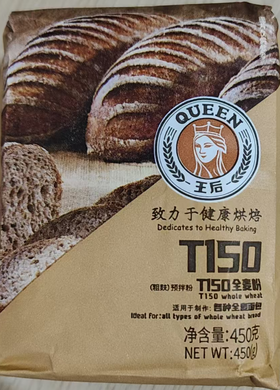 QUEEN
王后
致力于健康烘焙
Dedicates to Healthy Baking
T150
(粗麸)预拌粉 T150全麦粉
T150 whole wheat
适用于制作:各种全麦面包
Ideal for:all types of whole wheat bread
净含量:450克
NET WT:450(g)